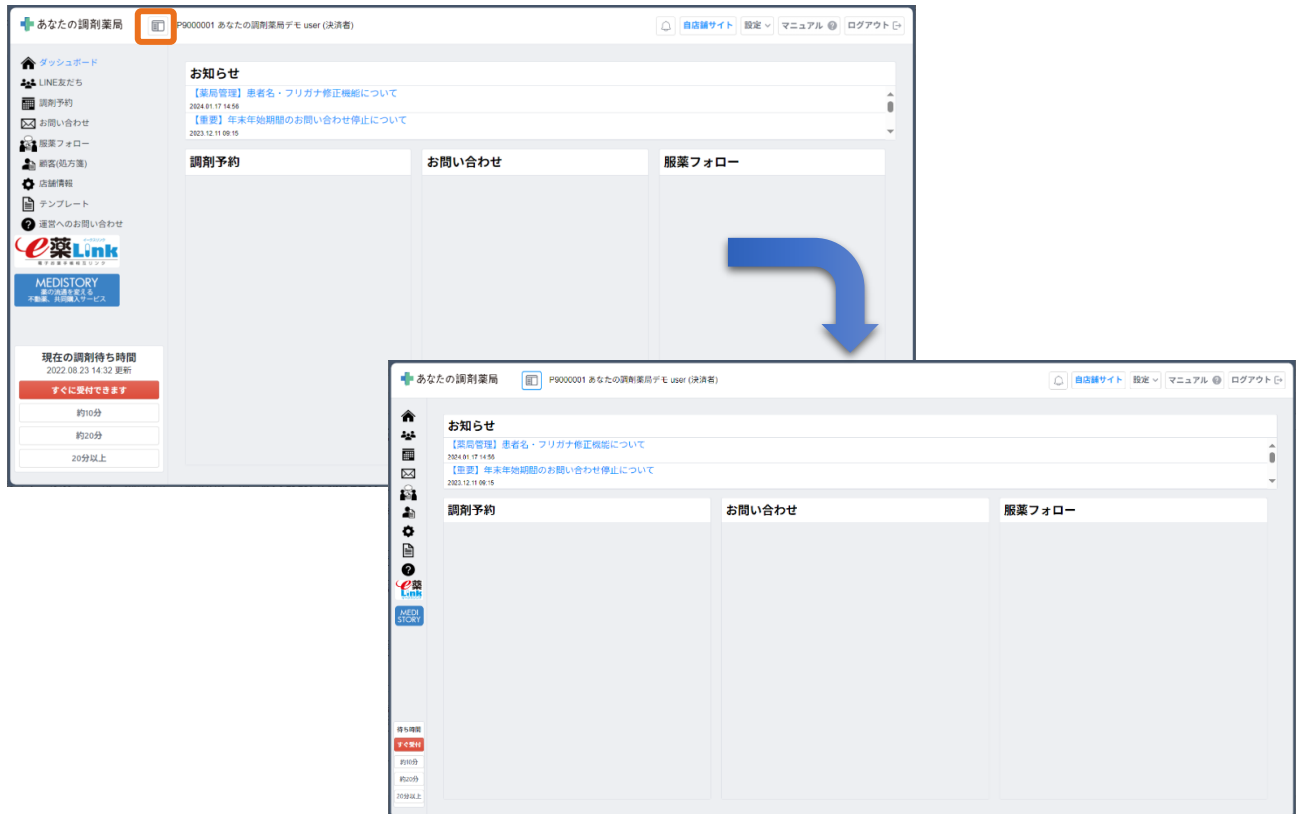 あなたの調剤薬局
P9000001 あなたの調剤薬局デモ user (決済者)
自店舗サイト
設定
マニュアル
ログアウト
ダッシュボード
LINE友だち
調剤予約
お問い合わせ
服薬フォロー
顧客(処方箋)
店舗情報
テンプレート
運営へのお問い合わせ
e薬Link
電子お薬手帳相互リンク
MEDISTORY
薬の流通を変える
不動薬、共同購入サービス
現在の調剤待ち時間
2022.08.23 14:32 更新
すぐに受付できます
約10分
約20分
20分以上
お知らせ
【薬局管理】患者名・フリガナ修正機能について
2024.01.17 14:56
【重要】年末年始期間のお問い合わせ停止について
2023.12.11 09:15
調剤予約
お問い合わせ
服薬フォロー
あなたの調剤薬局
P9000001 あなたの調剤薬局デモ user (決済者)
自店舗サイト
設定
マニュアル
ログアウト
e薬
Link
MEDI
STORY
待ち時間
すぐ受付
約10分
約20分
20分以上
お知らせ
【薬局管理】患者名・フリガナ修正機能について
2024.01.17 14:56
【重要】年末年始期間のお問い合わせ停止について
2023.12.11 09:15
調剤予約
お問い合わせ
服薬フォロー